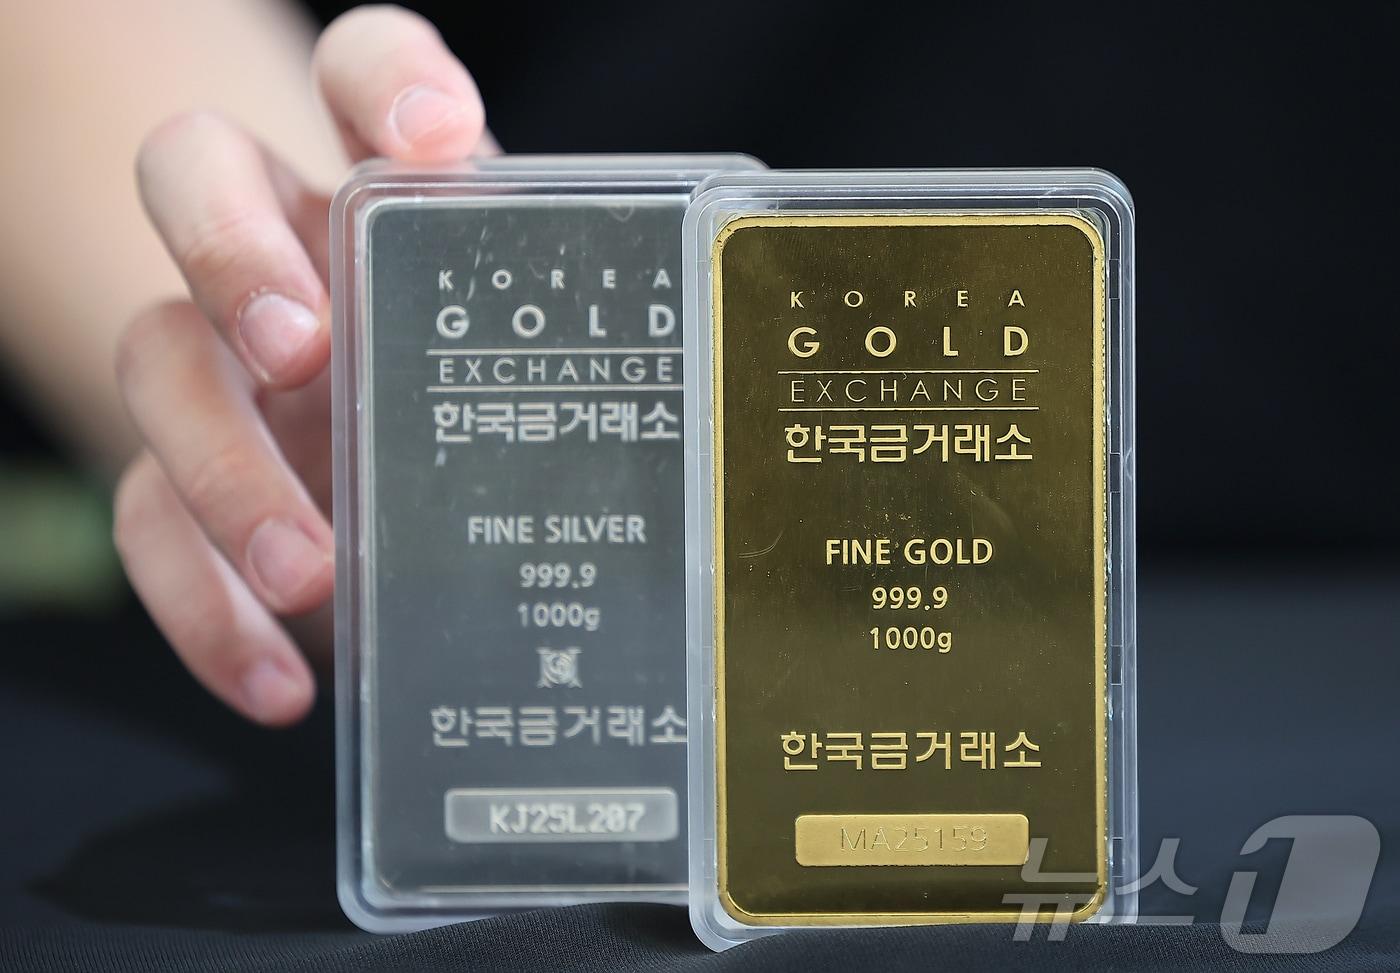 KOREA
GOLD
EXCHANGE
한국금거래소
FINE SILVER
999.9
1000g
한국금거래소
KJ25L207
KOREA
GOLD
EXCHANGE
한국금거래소
FINE GOLD
999.9
1000g
한국금거래소
MA25159
뉴스1